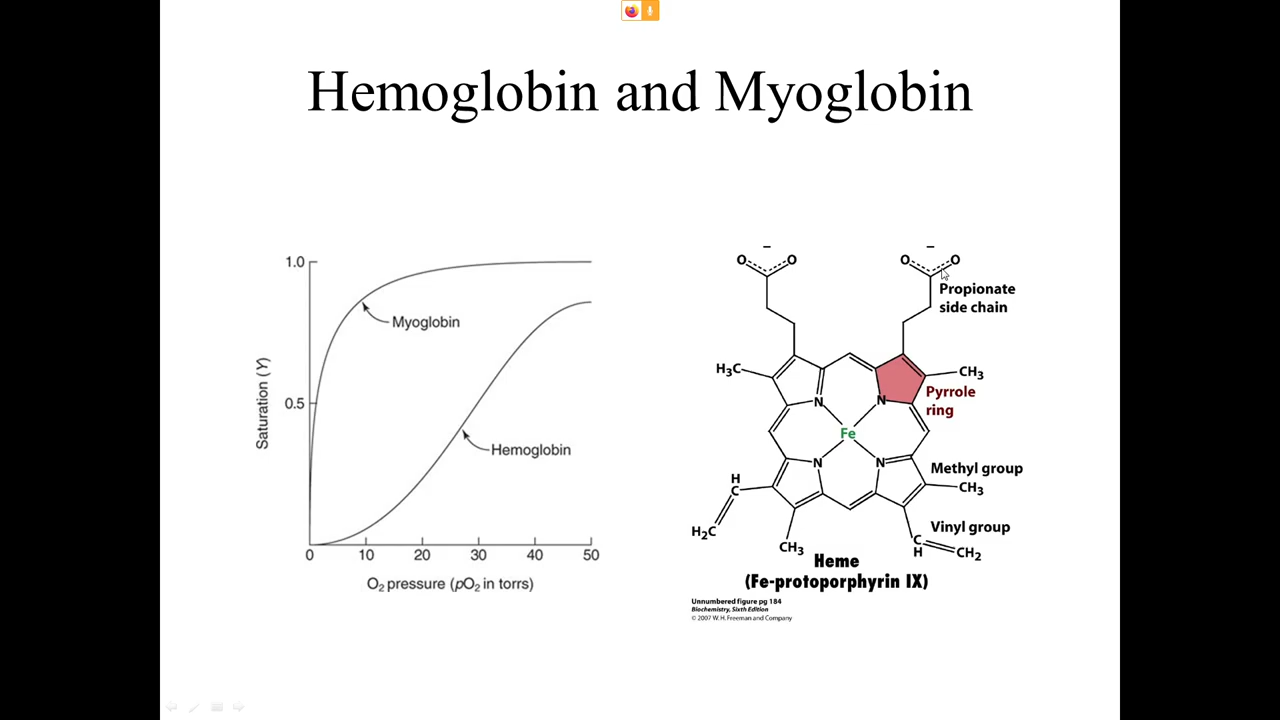 Hemoglobin and Myoglobin
1.0
0.5
Saturation (Y)
Myoglobin
Hemoglobin
0 10 20 30 40 50
O₂ pressure (pO₂ in torrs)
– –
O O O O
Propionate
side chain
H₃C CH₃
Pyrrole
ring
N N
Fe
N N
Methyl group
H CH₃
Vinyl group
H₂C CH₃ C H CH₂
C
Heme
(Fe-protoporphyrin IX)
Unnumbered figure pg 184
Biochemistry, Sixth Edition
© 2007 W. H. Freeman and Company